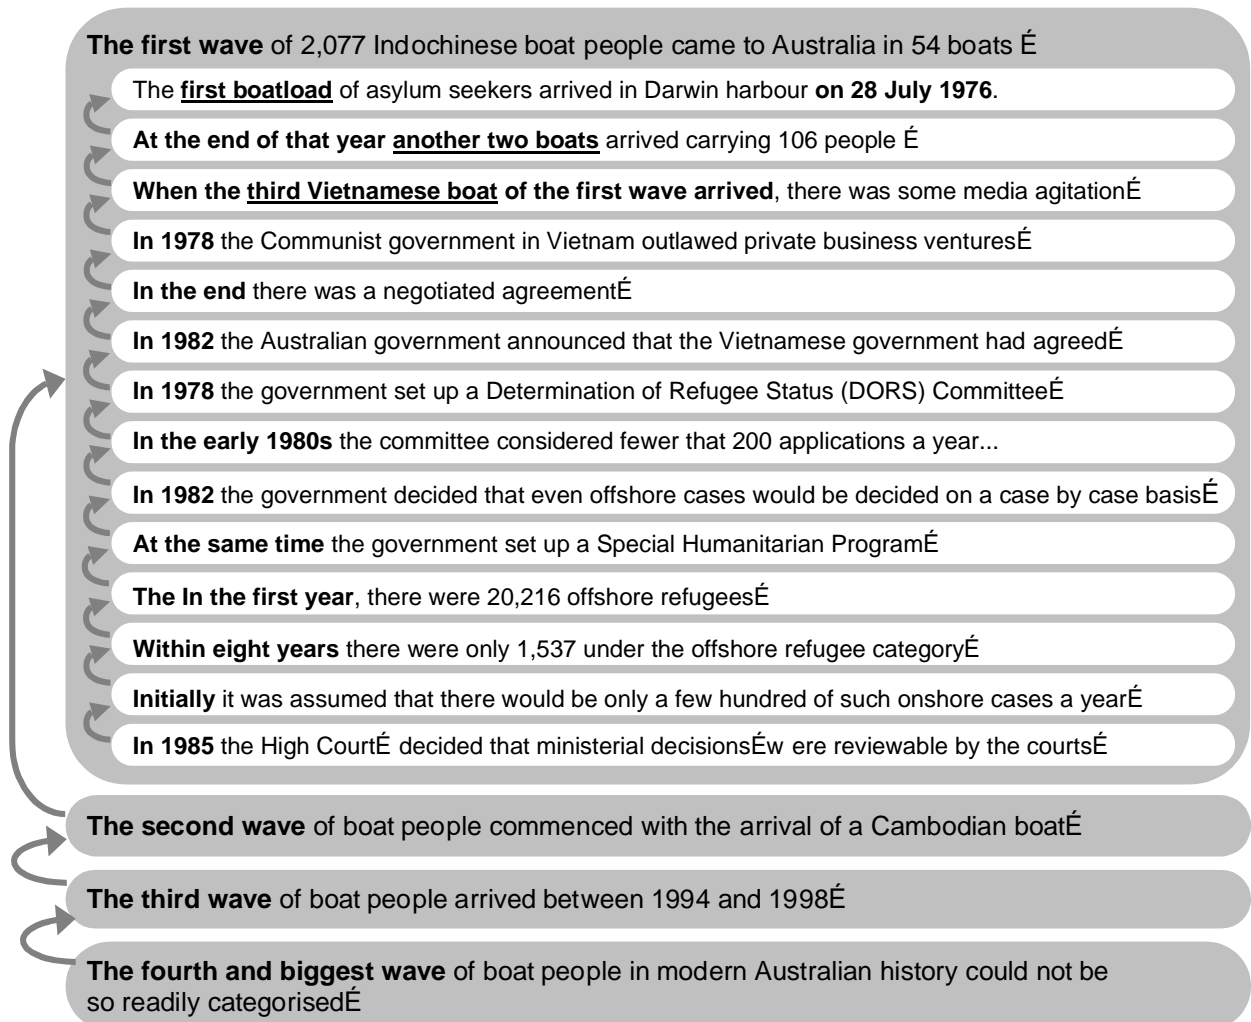 The first wave of 2,077 Indochinese boat people came to Australia in 54 boats É
The first boatload of asylum seekers arrived in Darwin harbour on 28 July 1976.
At the end of that year another two boats arrived carrying 106 people É
When the third Vietnamese boat of the first wave arrived, there was some media agitationÉ
In 1978 the Communist government in Vietnam outlawed private business venturesÉ
In the end there was a negotiated agreementÉ
In 1982 the Australian government announced that the Vietnamese government had agreedÉ
In 1978 the government set up a Determination of Refugee Status (DORS) CommitteeÉ
In the early 1980s the committee considered fewer that 200 applications a year...
In 1982 the government decided that even offshore cases would be decided on a case by case basisÉ
At the same time the government set up a Special Humanitarian ProgramÉ
The In the first year, there were 20,216 offshore refugeesÉ
Within eight years there were only 1,537 under the offshore refugee categoryÉ
Initially it was assumed that there would be only a few hundred of such onshore cases a yearÉ
In 1985 the High CourtÉ decided that ministerial decisionsÉw ere reviewable by the courtsÉ
The second wave of boat people commenced with the arrival of a Cambodian boatÉ
The third wave of boat people arrived between 1994 and 1998É
The fourth and biggest wave of boat people in modern Australian history could not be
so readily categorisedÉ